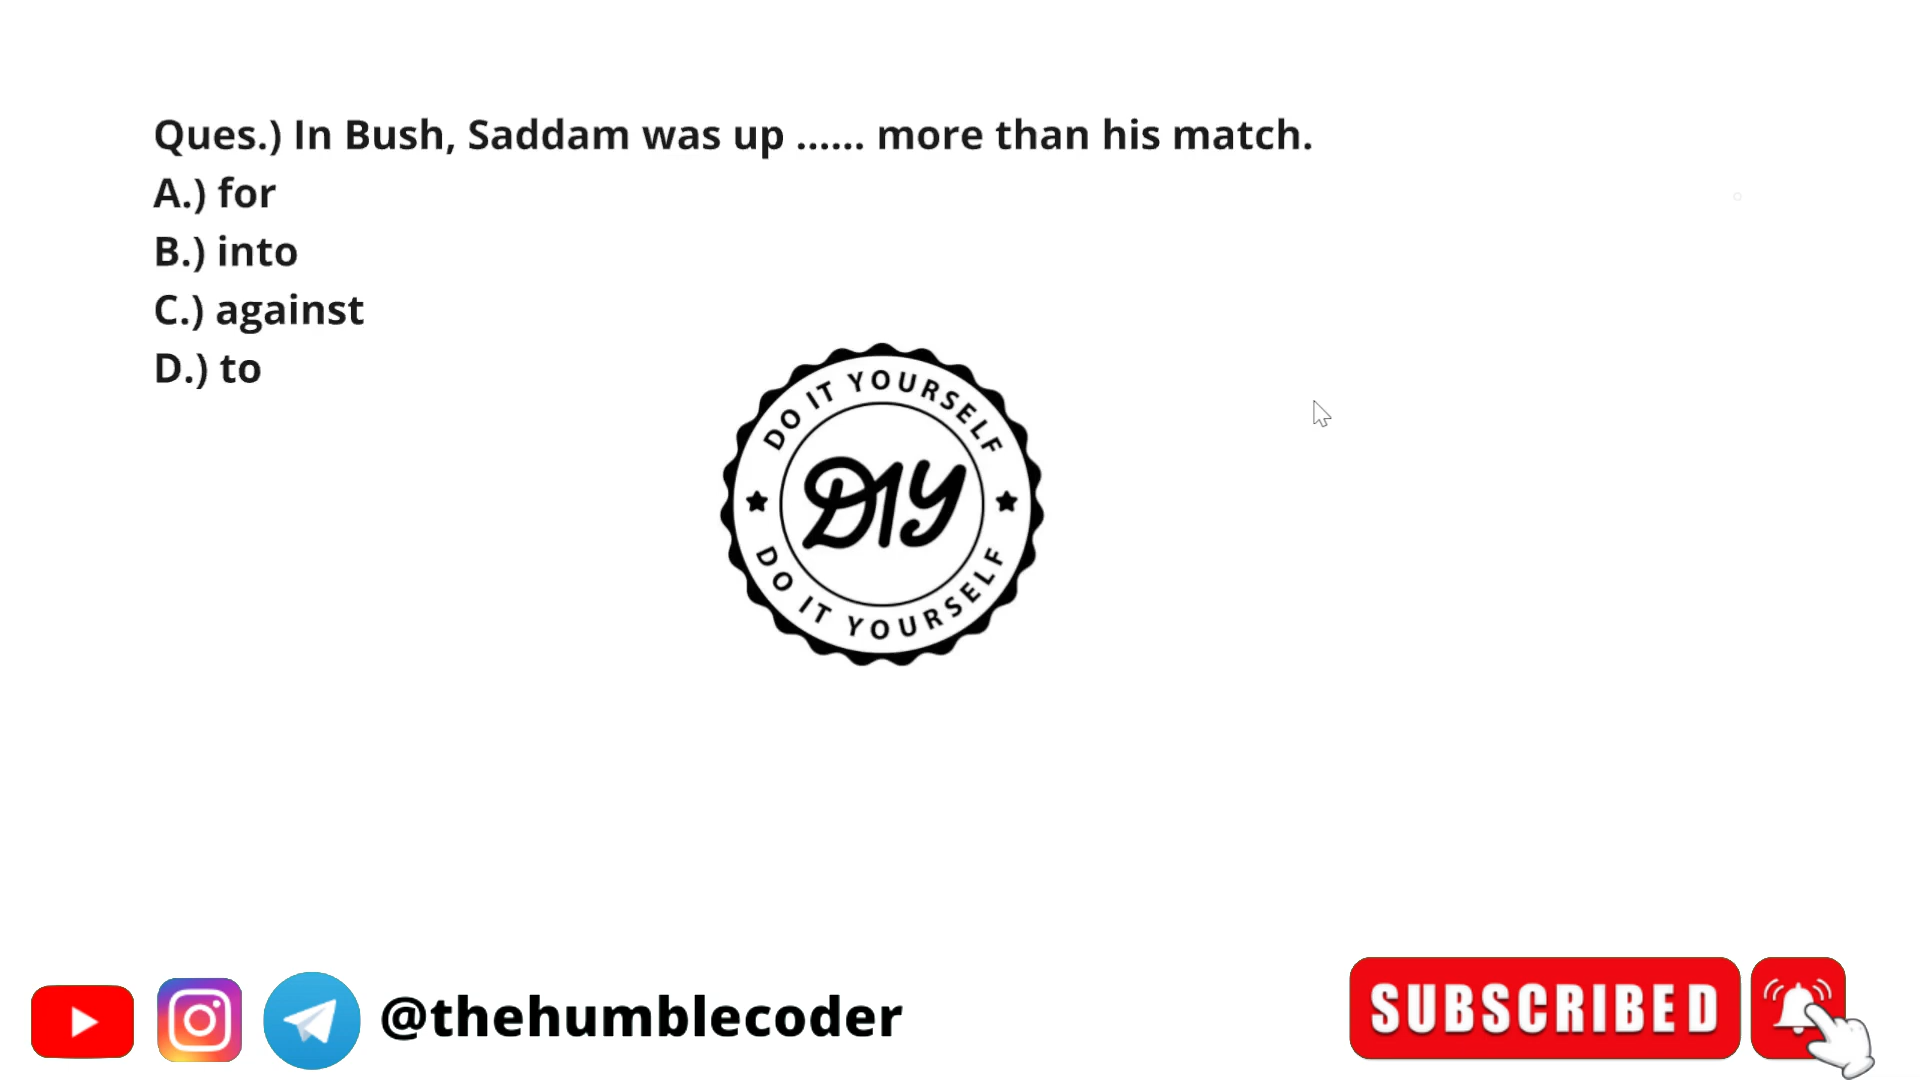 Ques.) In Bush, Saddam was up ...... more than his match.
A.) for
B.) into
C.) against
D.) to
DO IT YOURSELF
DIY
DO IT YOURSELF
@thehumblecoder
SUBSCRIBED